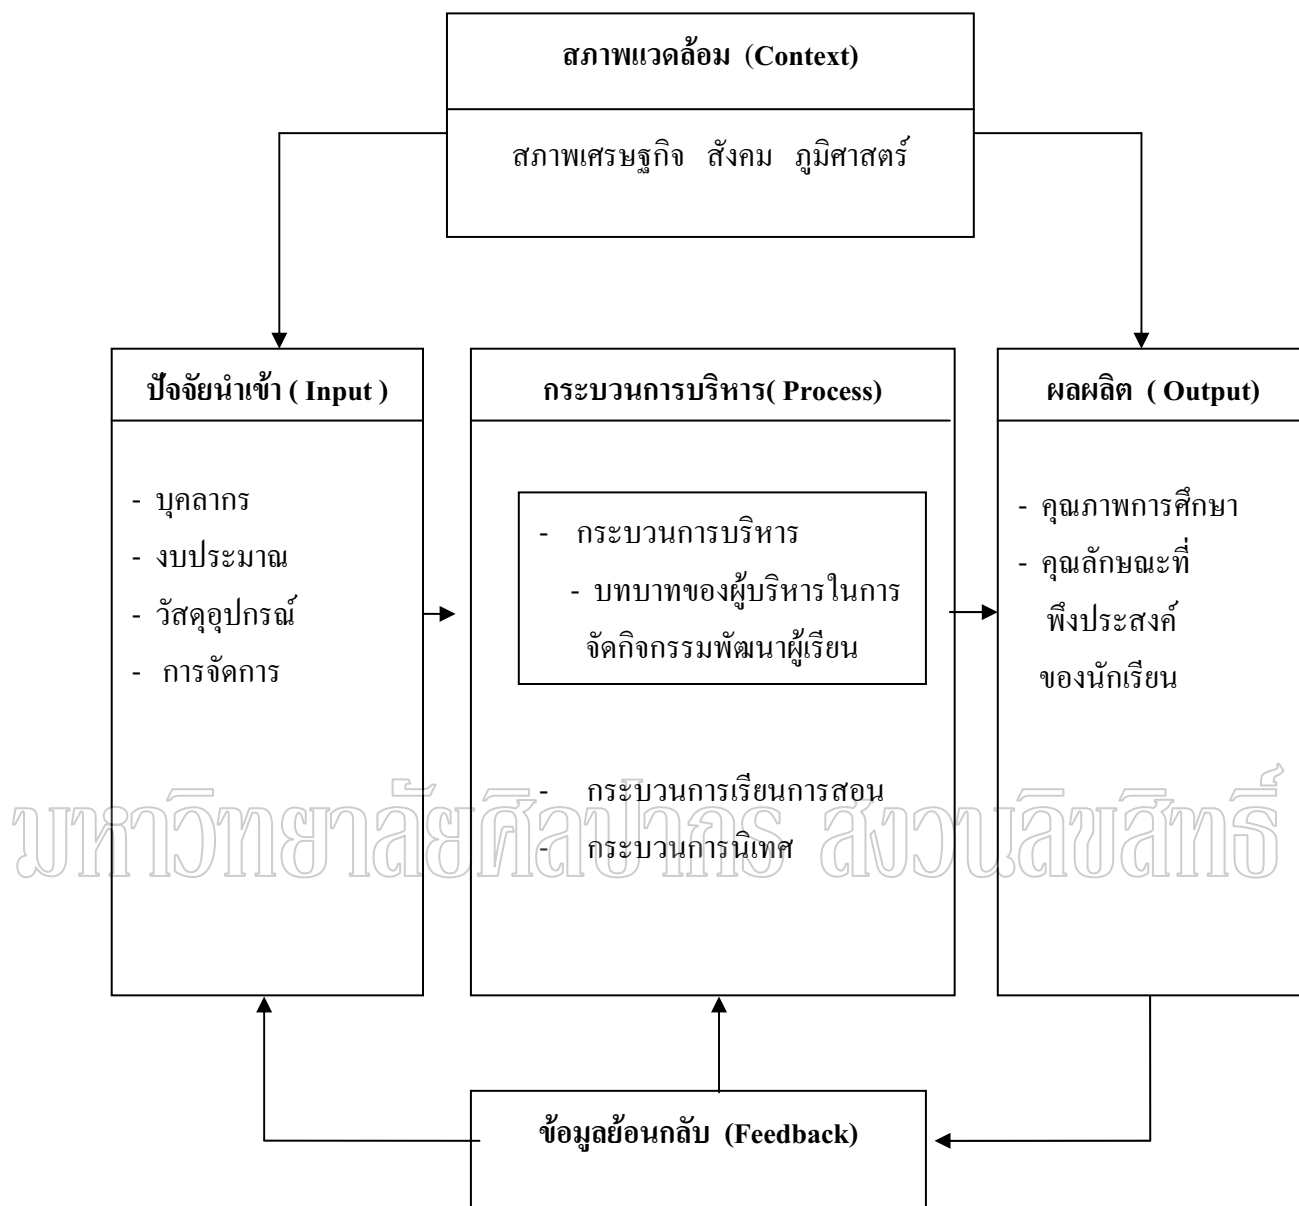 สภาพแวดล้อม (Context)
สภาพเศรษฐกิจ สังคม ภูมิศาสตร์
ปัจจัยนำเข้า ( Input )
- บุคลากร
- งบประมาณ
- วัสดุอุปกรณ์
- การจัดการ
กระบวนการบริหาร( Process)
- กระบวนการบริหาร
- บทบาทของผู้บริหารในการ
จัดกิจกรรมพัฒนาผู้เรียน
- กระบวนการเรียนการสอน
- กระบวนการนิเทศ
ผลผลิต ( Output)
- คุณภาพการศึกษา
- คุณลักษณะที่
พึงประสงค์
ของนักเรียน
มหาวิทยาลัยศิลปากร สงวนลิขสิทธิ์
ข้อมูลย้อนกลับ (Feedback)